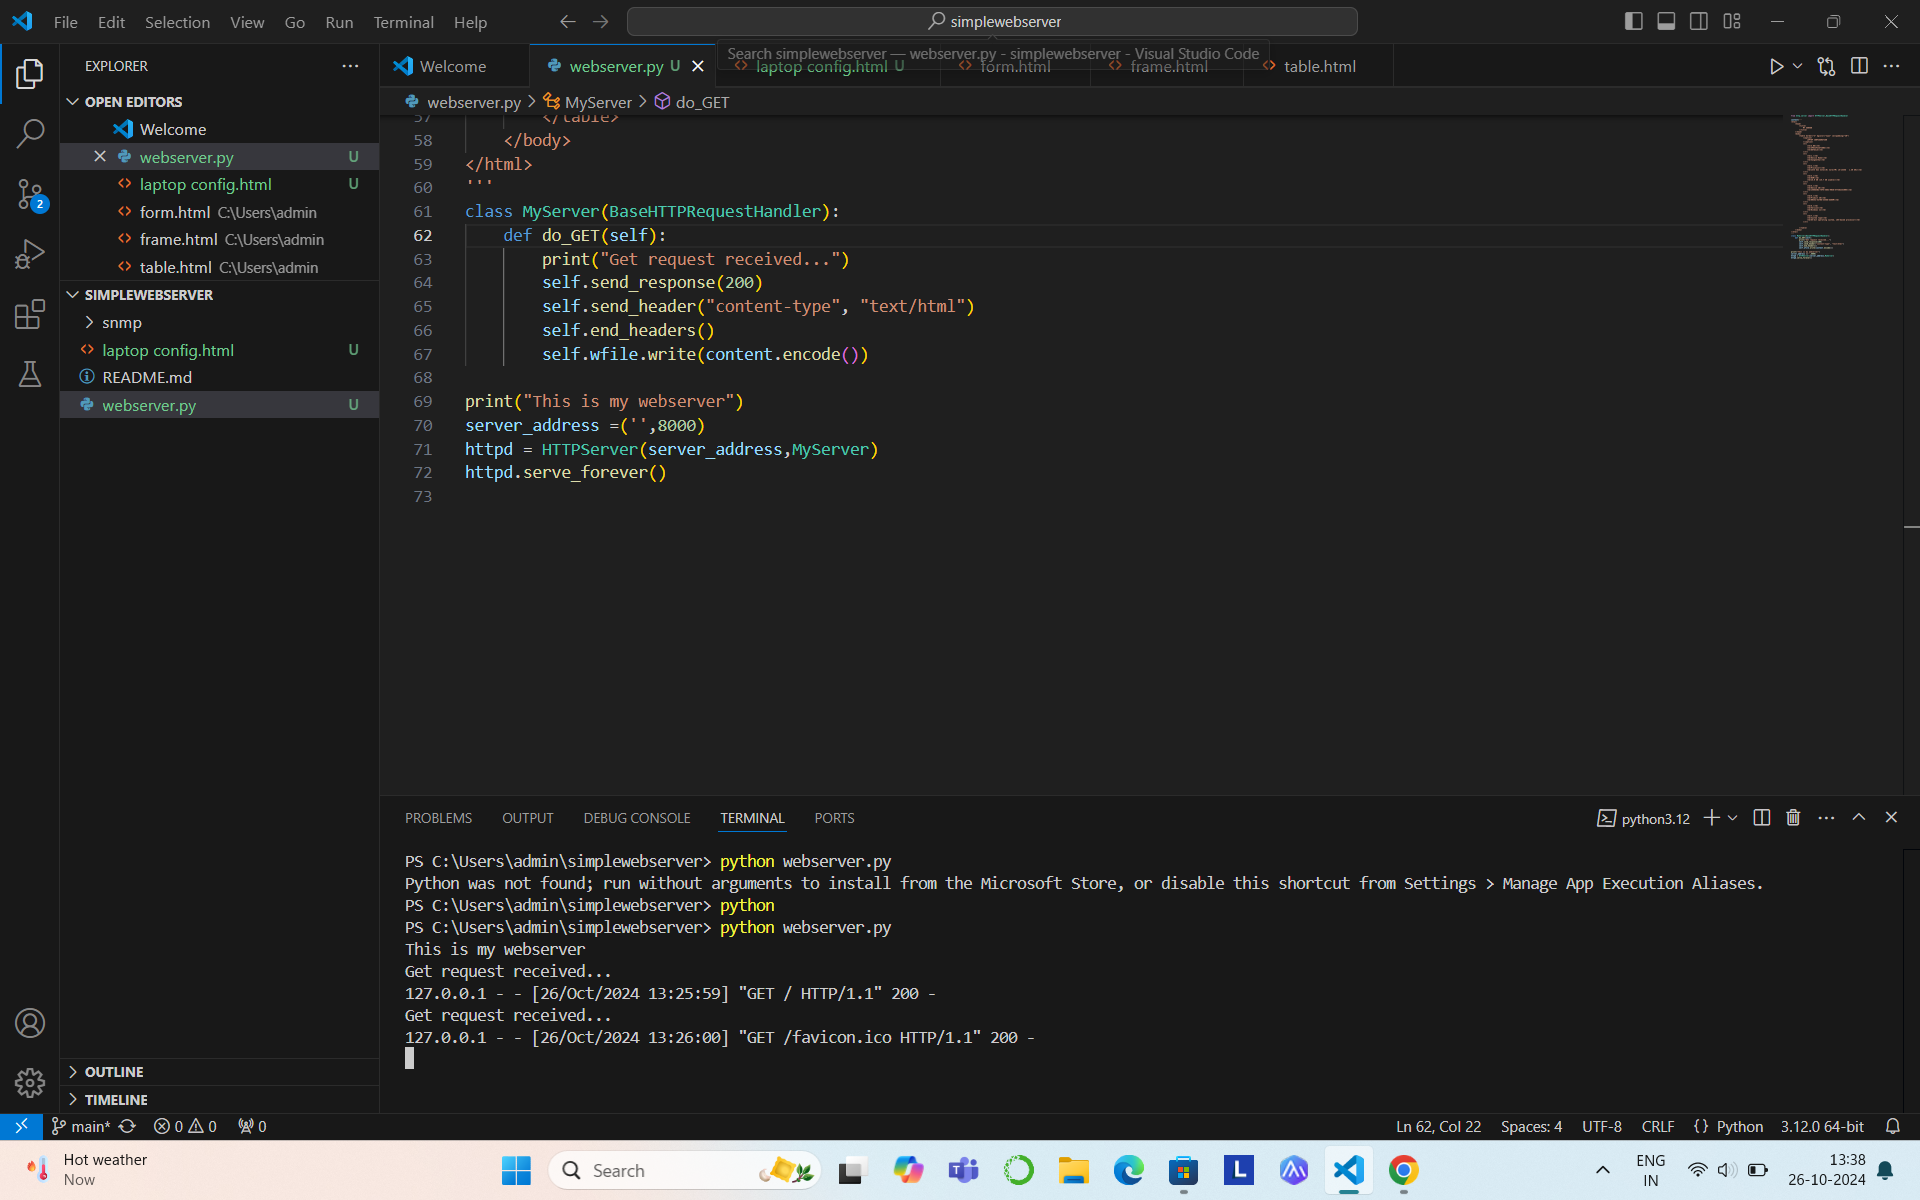 File Edit Selection View Go Run Terminal Help
simplewebserver
EXPLORER
Welcome
webserver.py U
laptop config.html U
form.html
frame.html
table.html
Search simplewebserver — webserver.py - simplewebserver - Visual Studio Code
OPEN EDITORS
Welcome
webserver.py U
laptop config.html U
form.html C:\Users\admin
frame.html C:\Users\admin
table.html C:\Users\admin
SIMPLEWEBSERVER
snmp
laptop config.html U
README.md
webserver.py U
OUTLINE
TIMELINE
2
webserver.py > MyServer > do_GET
57 </table>
58 </body>
59 </html>
60 '''
61 class MyServer(BaseHTTPRequestHandler):
62 def do_GET(self):
63 print("Get request received...")
64 self.send_response(200)
65 self.send_header("content-type", "text/html")
66 self.end_headers()
67 self.wfile.write(content.encode())
68
69 print("This is my webserver")
70 server_address =('',8000)
71 httpd = HTTPServer(server_address,MyServer)
72 httpd.serve_forever()
73
PROBLEMS OUTPUT DEBUG CONSOLE TERMINAL PORTS
python3.12
PS C:\Users\admin\simplewebserver> python webserver.py
Python was not found; run without arguments to install from the Microsoft Store, or disable this shortcut from Settings > Manage App Execution Aliases.
PS C:\Users\admin\simplewebserver> python
PS C:\Users\admin\simplewebserver> python webserver.py
This is my webserver
Get request received...
127.0.0.1 - - [26/Oct/2024 13:25:59] "GET / HTTP/1.1" 200 -
Get request received...
127.0.0.1 - - [26/Oct/2024 13:26:00] "GET /favicon.ico HTTP/1.1" 200 -
main* 0 0 0
Ln 62, Col 22 Spaces: 4 UTF-8 CRLF {} Python 3.12.0 64-bit
Hot weather
Now
Search
L
ENG
IN
13:38
26-10-2024